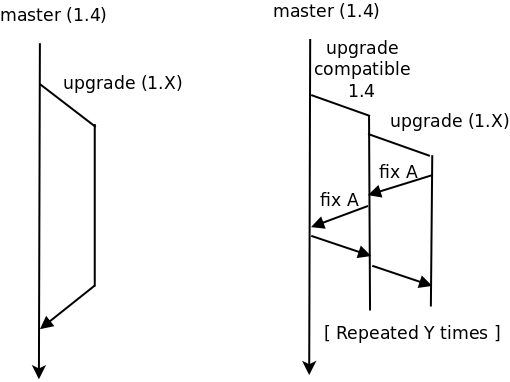 master (1.4)
upgrade (1.X)
master (1.4)
upgrade
compatible
1.4
upgrade (1.X)
fix A
fix A
[ Repeated Y times ]